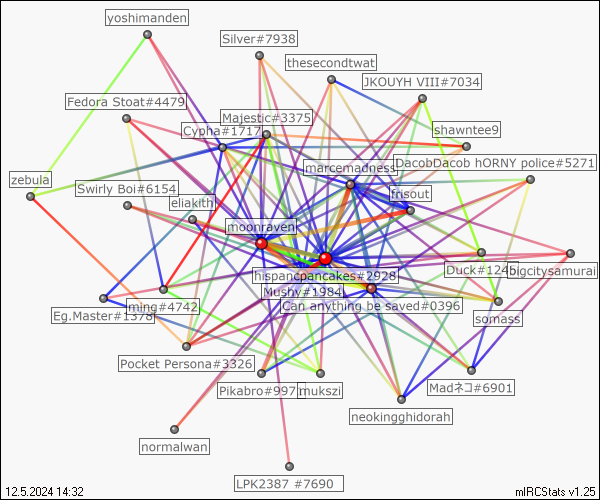 yoshimanden
Silver#7938
thesecondtwat
JKOUYH VIII#7034
Fedora Stoat#4479
Majestic#3375
Cypha#1717
shawntee9
DacobDacob hORNY police#5271
marcemadness
zebula
Swirly Boi#6154
frisout
eliakith
moonraven
hispancpancakes#2928
Duck#124
bigcitysamurai
Mushy#1984
Can anything be saved#0396
Eg.Master#1378
ming#4742
somass
Pocket Persona#3326
Pikabro#997
mukszi
Madネコ#6901
neokingghidorah
normalwan
LPK2387 #7690
12.5.2024 14:32
mIRCStats v1.25